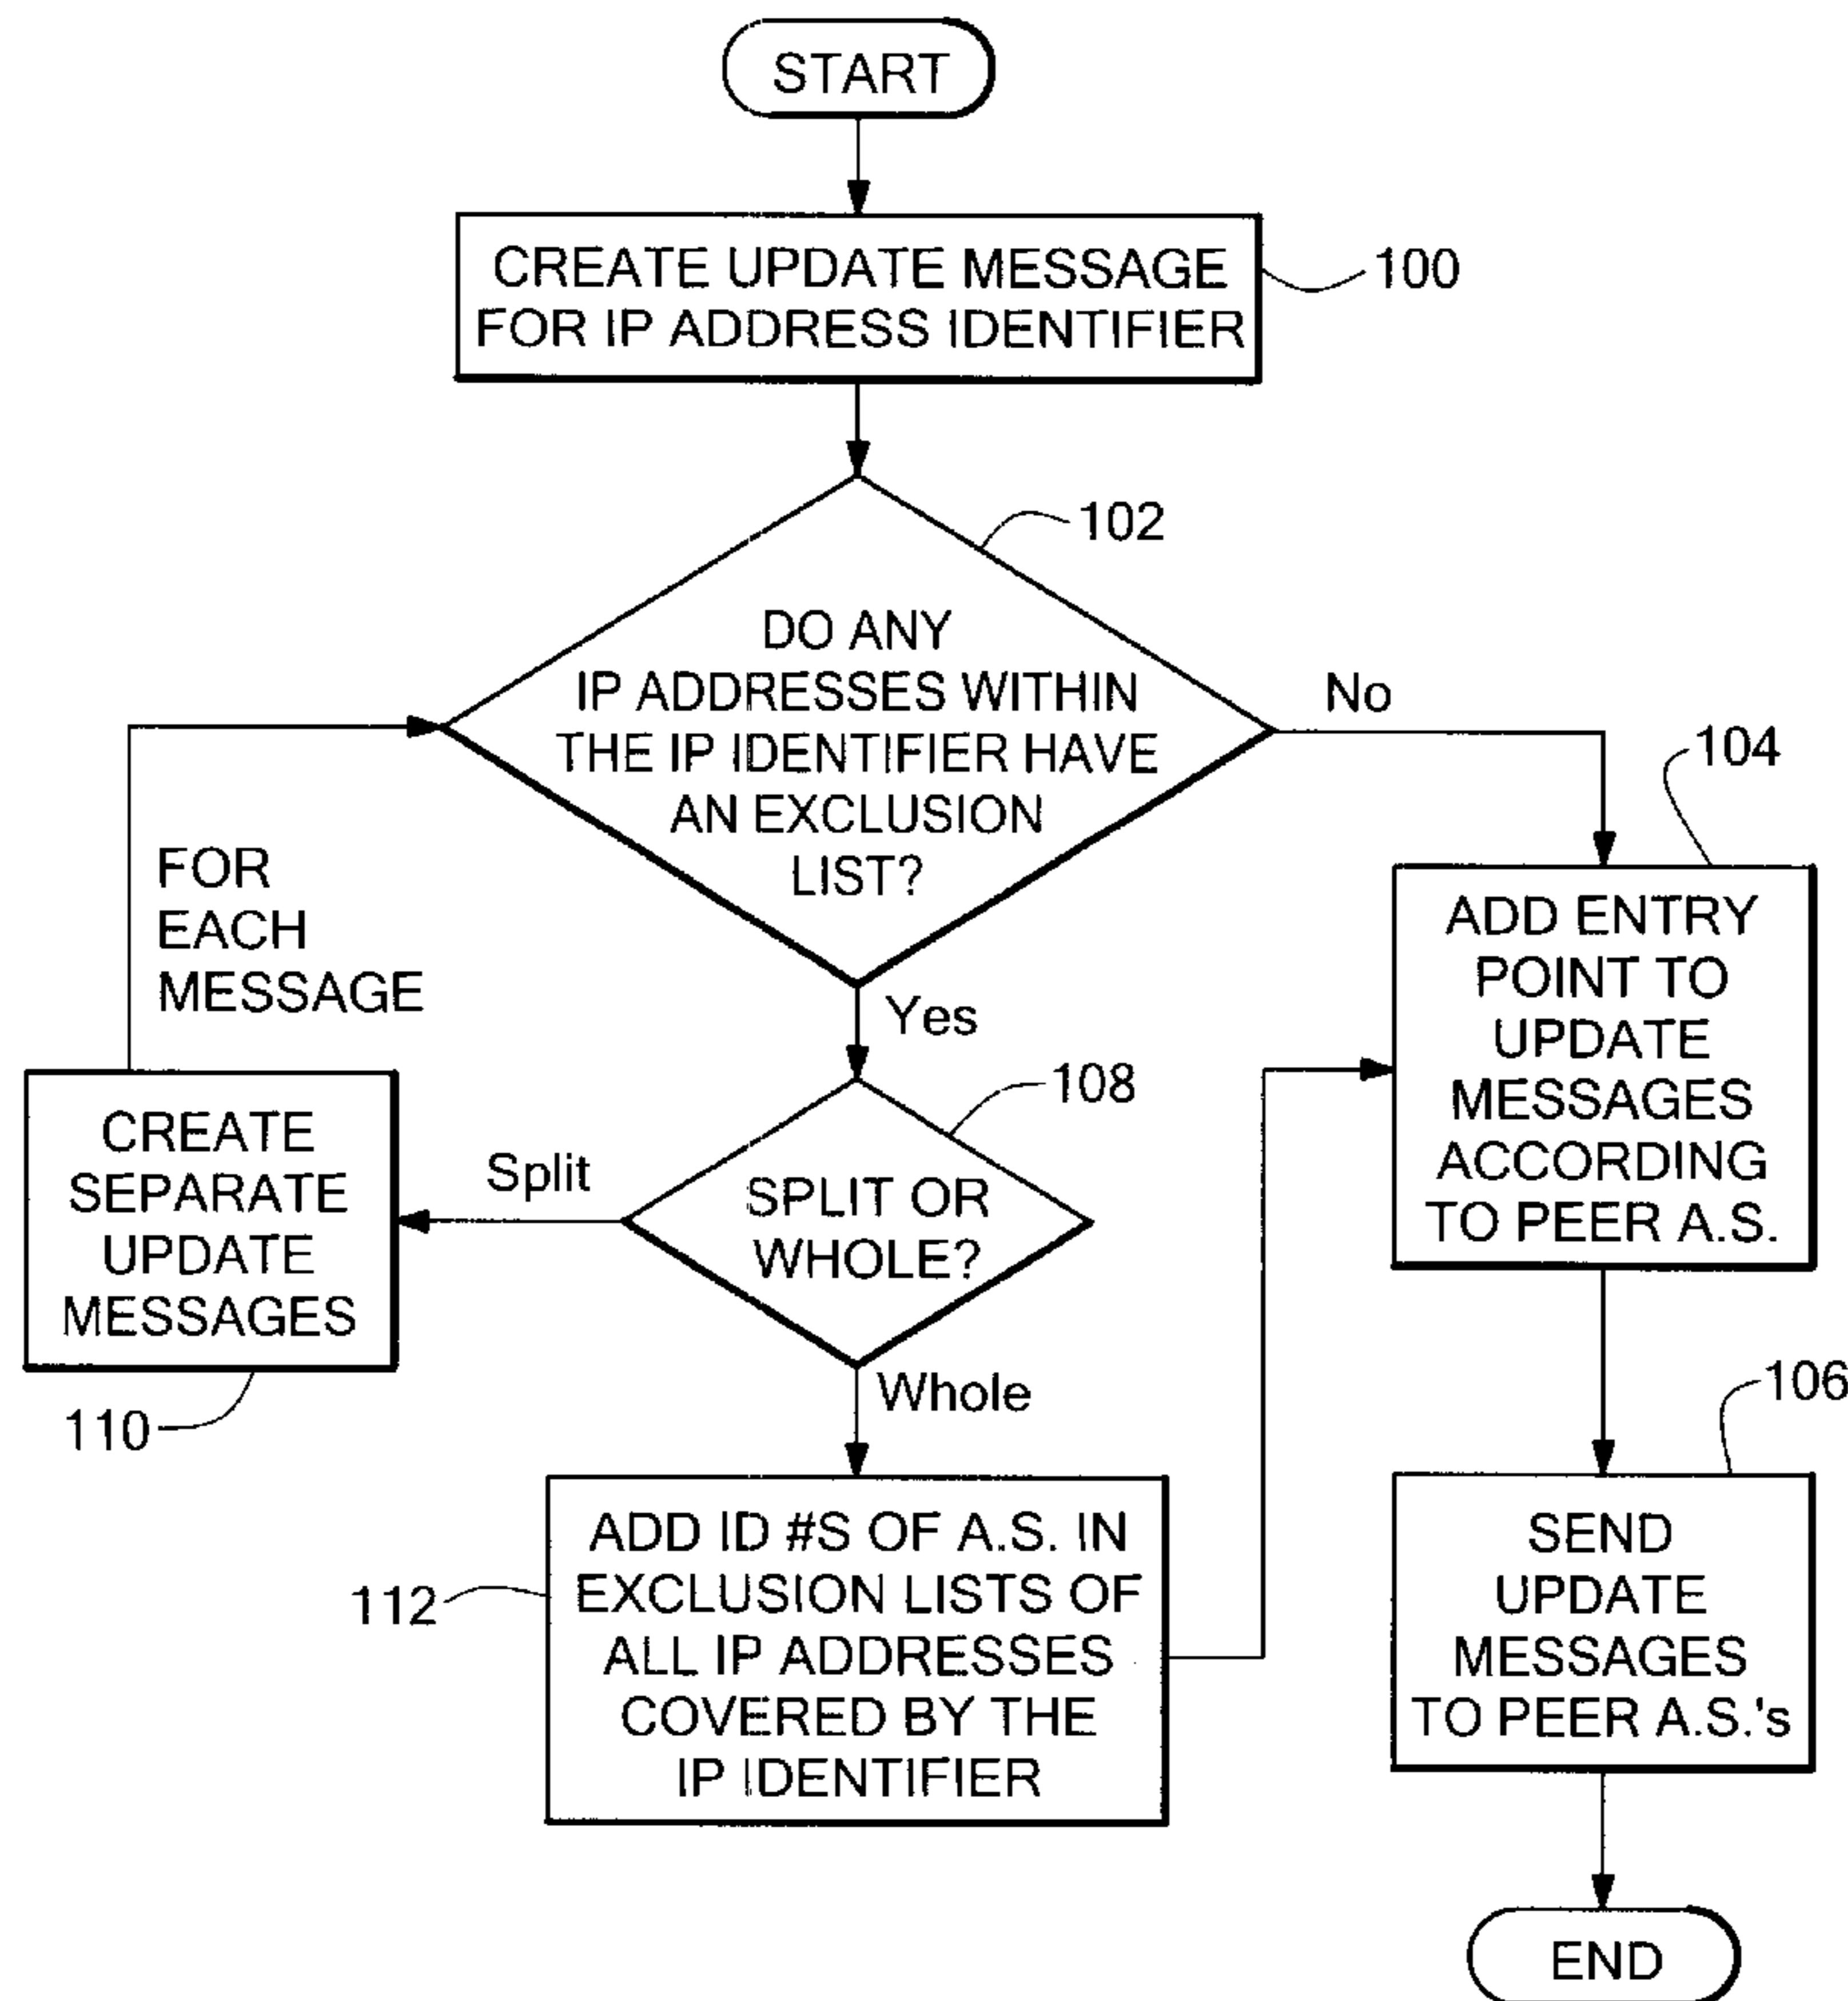 START
CREATE UPDATE MESSAGE
FOR IP ADDRESS IDENTIFIER
100
102
DO ANY
IP ADDRESSES WITHIN
THE IP IDENTIFIER HAVE
AN EXCLUSION
LIST?
No
104
ADD ENTRY
POINT TO
UPDATE
MESSAGES
ACCORDING
TO PEER A.S.
FOR
EACH
MESSAGE
Yes
108
SPLIT OR
WHOLE?
Split
CREATE
SEPARATE
UPDATE
MESSAGES
110
Whole
112
ADD ID #S OF A.S. IN
EXCLUSION LISTS OF
ALL IP ADDRESSES
COVERED BY THE
IP IDENTIFIER
106
SEND
UPDATE
MESSAGES
TO PEER A.S.'s
END